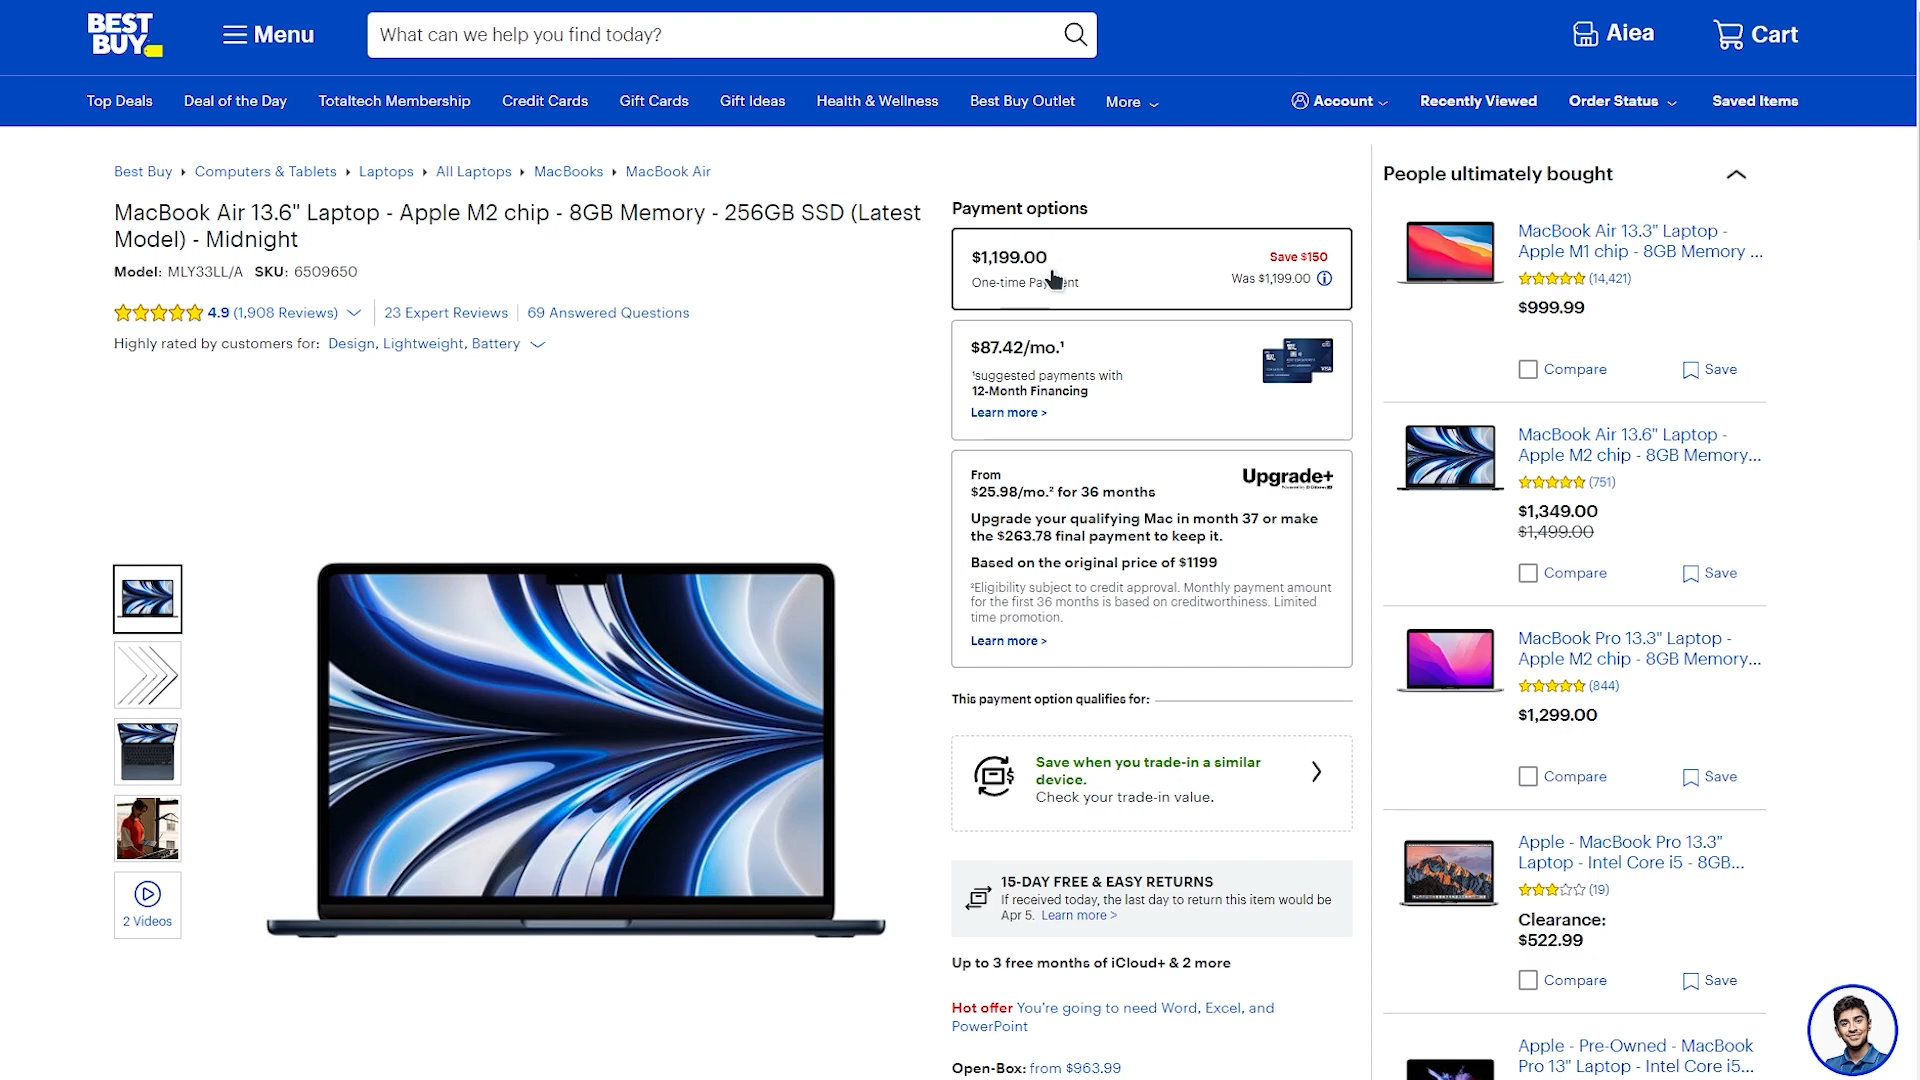 BEST
BUY
Menu
What can we help you find today?
Aiea
Cart
Top Deals
Deal of the Day
Totaltech Membership
Credit Cards
Gift Cards
Gift Ideas
Health & Wellness
Best Buy Outlet
More
Account
Recently Viewed
Order Status
Saved Items
Best Buy
Computers & Tablets
Laptops
All Laptops
MacBooks
MacBook Air
MacBook Air 13.6" Laptop - Apple M2 chip - 8GB Memory - 256GB SSD (Latest
Model) - Midnight
Model: MLY33LL/A SKU: 6509650
4.9 (1,908 Reviews)
23 Expert Reviews
69 Answered Questions
Highly rated by customers for: Design, Lightweight, Battery
2 Videos
Payment options
$1,199.00
Save $150
One-time Payment
Was $1,199.00
$87.42/mo.¹
¹suggested payments with
12-Month Financing
Learn more >
From
Upgrade+
$25.98/mo.² for 36 months
Upgrade your qualifying Mac in month 37 or make
the $263.78 final payment to keep it.
Based on the original price of $1199
²Eligibility subject to credit approval. Monthly payment amount
for the first 36 months is based on creditworthiness. Limited
time promotion.
Learn more >
This payment option qualifies for:
Save when you trade-in a similar
device.
Check your trade-in value.
15-DAY FREE & EASY RETURNS
If received today, the last day to return this item would be
Apr 5. Learn more >
Up to 3 free months of iCloud+ & 2 more
Hot offer You're going to need Word, Excel, and
PowerPoint
Open-Box: from $963.99
People ultimately bought
MacBook Air 13.3" Laptop -
Apple M1 chip - 8GB Memory ...
(14,421)
$999.99
Compare
Save
MacBook Air 13.6" Laptop -
Apple M2 chip - 8GB Memory...
(751)
$1,349.00
$1,499.00
Compare
Save
MacBook Pro 13.3" Laptop -
Apple M2 chip - 8GB Memory...
(844)
$1,299.00
Compare
Save
Apple - MacBook Pro 13.3"
Laptop - Intel Core i5 - 8GB...
(19)
Clearance:
$522.99
Compare
Save
Apple - Pre-Owned - MacBook
Pro 13" Laptop - Intel Core i5...